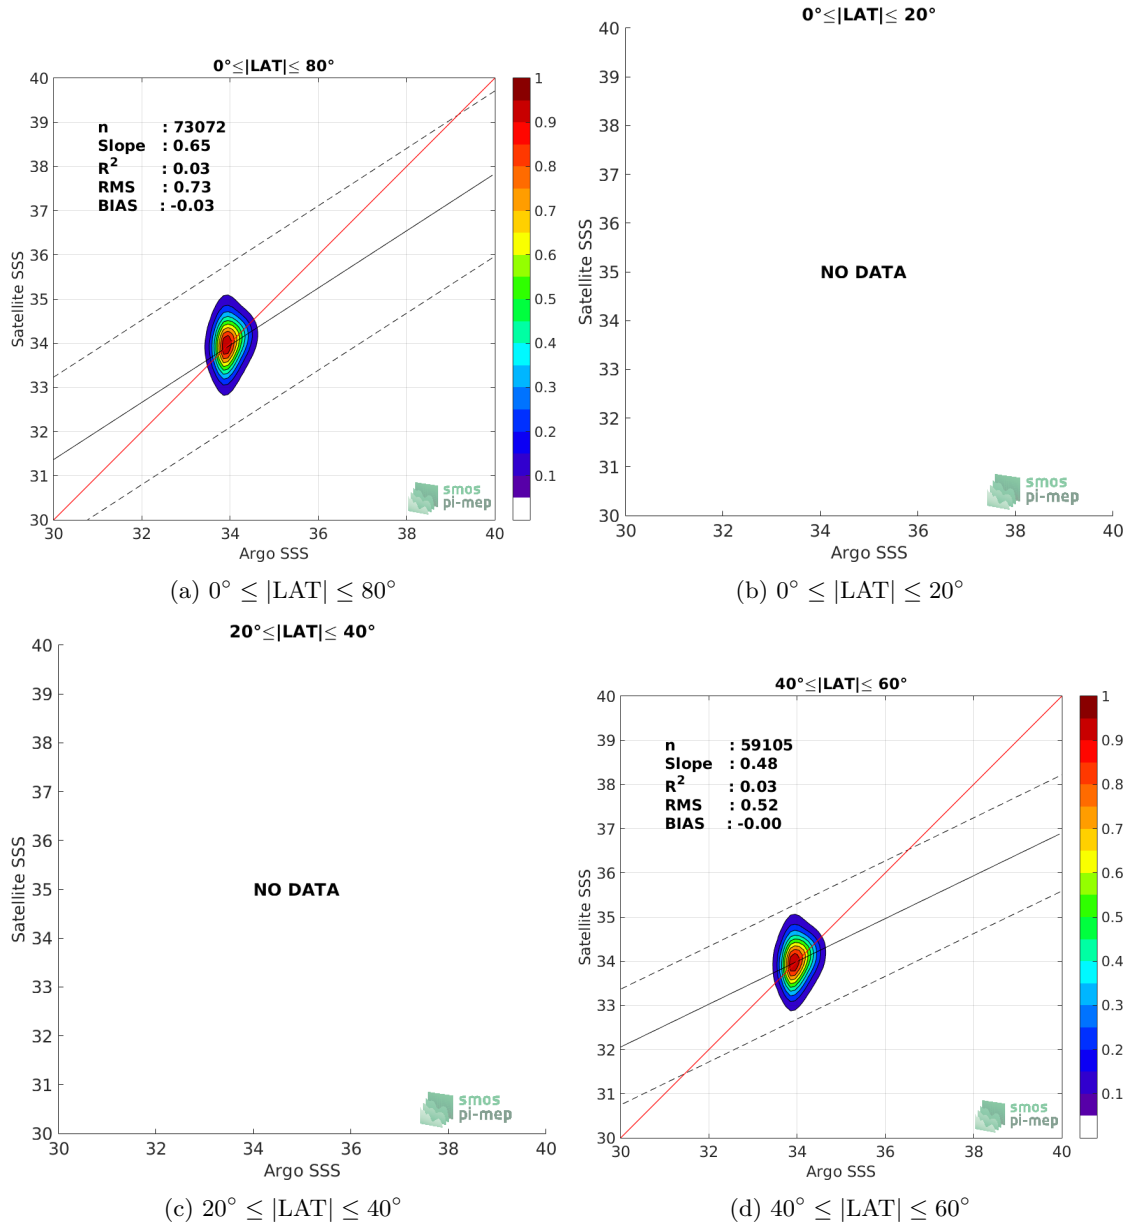 0°≤|LAT|≤ 80°
40
39
38
37
36
35
34
33
32
31
30
30 32 34 36 38 40
Satellite SSS
Argo SSS
n : 73072
Slope : 0.65
R² : 0.03
RMS : 0.73
BIAS : -0.03
1
0.9
0.8
0.7
0.6
0.5
0.4
0.3
0.2
0.1
smos
pi-mep
(a) 0° ≤ |LAT| ≤ 80°
0°≤|LAT|≤ 20°
40
39
38
37
36
35
34
33
32
31
30
30 32 34 36 38 40
Satellite SSS
Argo SSS
NO DATA
smos
pi-mep
(b) 0° ≤ |LAT| ≤ 20°
20°≤|LAT|≤ 40°
40
39
38
37
36
35
34
33
32
31
30
30 32 34 36 38 40
Satellite SSS
Argo SSS
NO DATA
smos
pi-mep
(c) 20° ≤ |LAT| ≤ 40°
40°≤|LAT|≤ 60°
40
39
38
37
36
35
34
33
32
31
30
30 32 34 36 38 40
Satellite SSS
Argo SSS
n : 59105
Slope : 0.48
R² : 0.03
RMS : 0.52
BIAS : -0.00
1
0.9
0.8
0.7
0.6
0.5
0.4
0.3
0.2
0.1
smos
pi-mep
(d) 40° ≤ |LAT| ≤ 60°